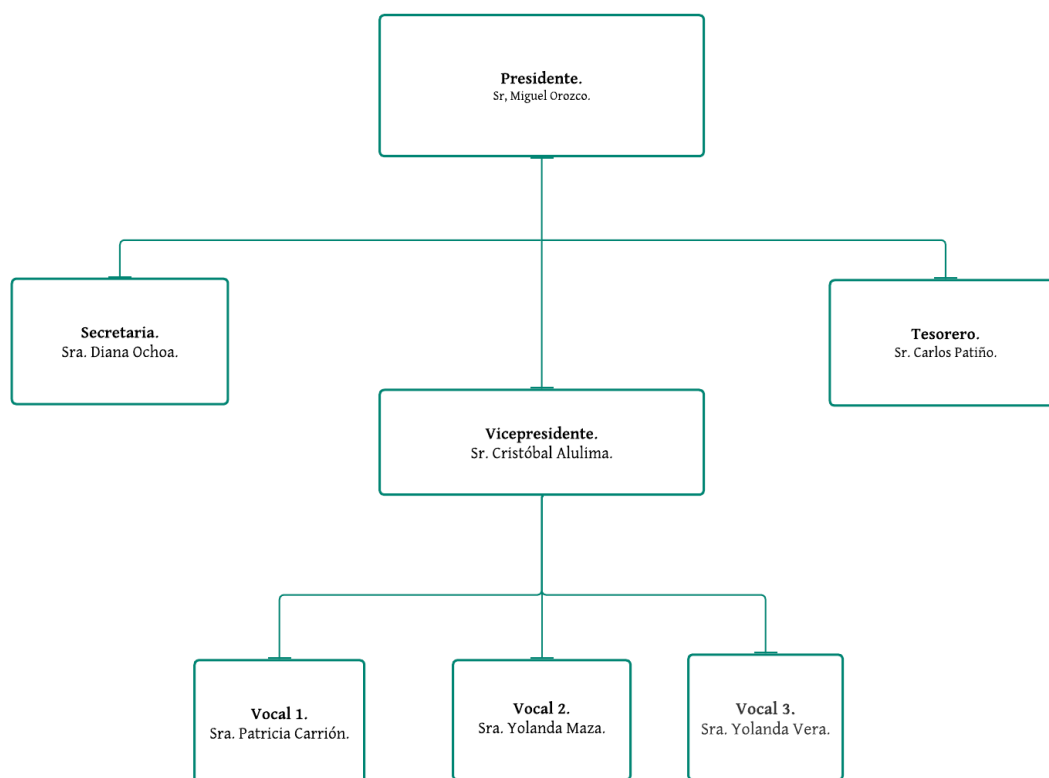 Presidente.
Sr, Miguel Orozco.
Secretaria.
Sra. Diana Ochoa.
Tesorero.
Sr. Carlos Patiño.
Vicepresidente.
Sr. Cristóbal Alulima.
Vocal 1.
Sra. Patricia Carrión.
Vocal 2.
Sra. Yolanda Maza.
Vocal 3.
Sra. Yolanda Vera.